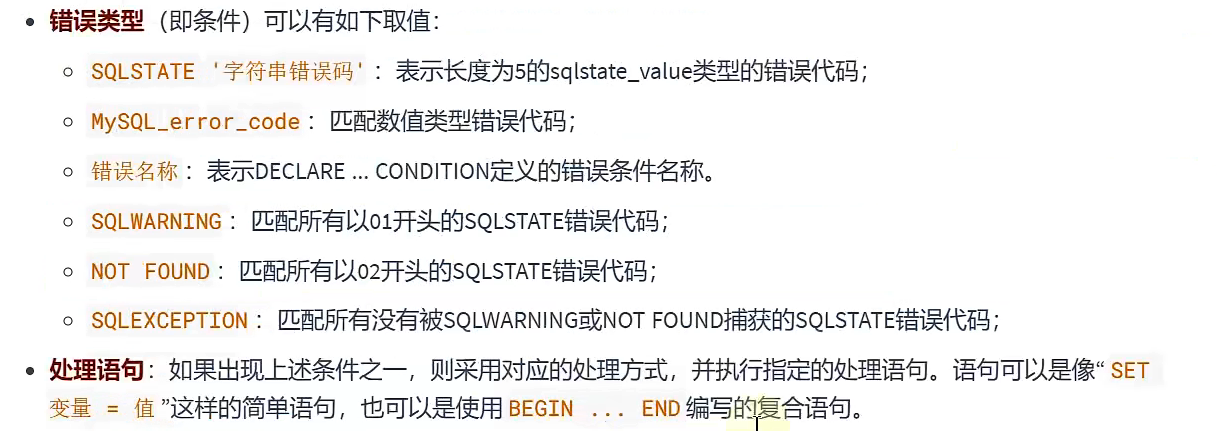 错误类型（即条件）可以有如下取值：
SQLSTATE '字符串错误码'：表示长度为5的sqlstate_value类型的错误代码；
MySQL_error_code：匹配数值类型错误代码；
错误名称：表示DECLARE ... CONDITION定义的错误条件名称。
SQLWARNING：匹配所有以01开头的SQLSTATE错误代码；
NOT FOUND：匹配所有以02开头的SQLSTATE错误代码；
SQLEXCEPTION：匹配所有没有被SQLWARNING或NOT FOUND捕获的SQLSTATE错误代码；
处理语句：如果出现上述条件之一，则采用对应的处理方式，并执行指定的处理语句。语句可以是像“ SET
变量 = 值 ”这样的简单语句，也可以是使用 BEGIN ... END 编写的复合语句。